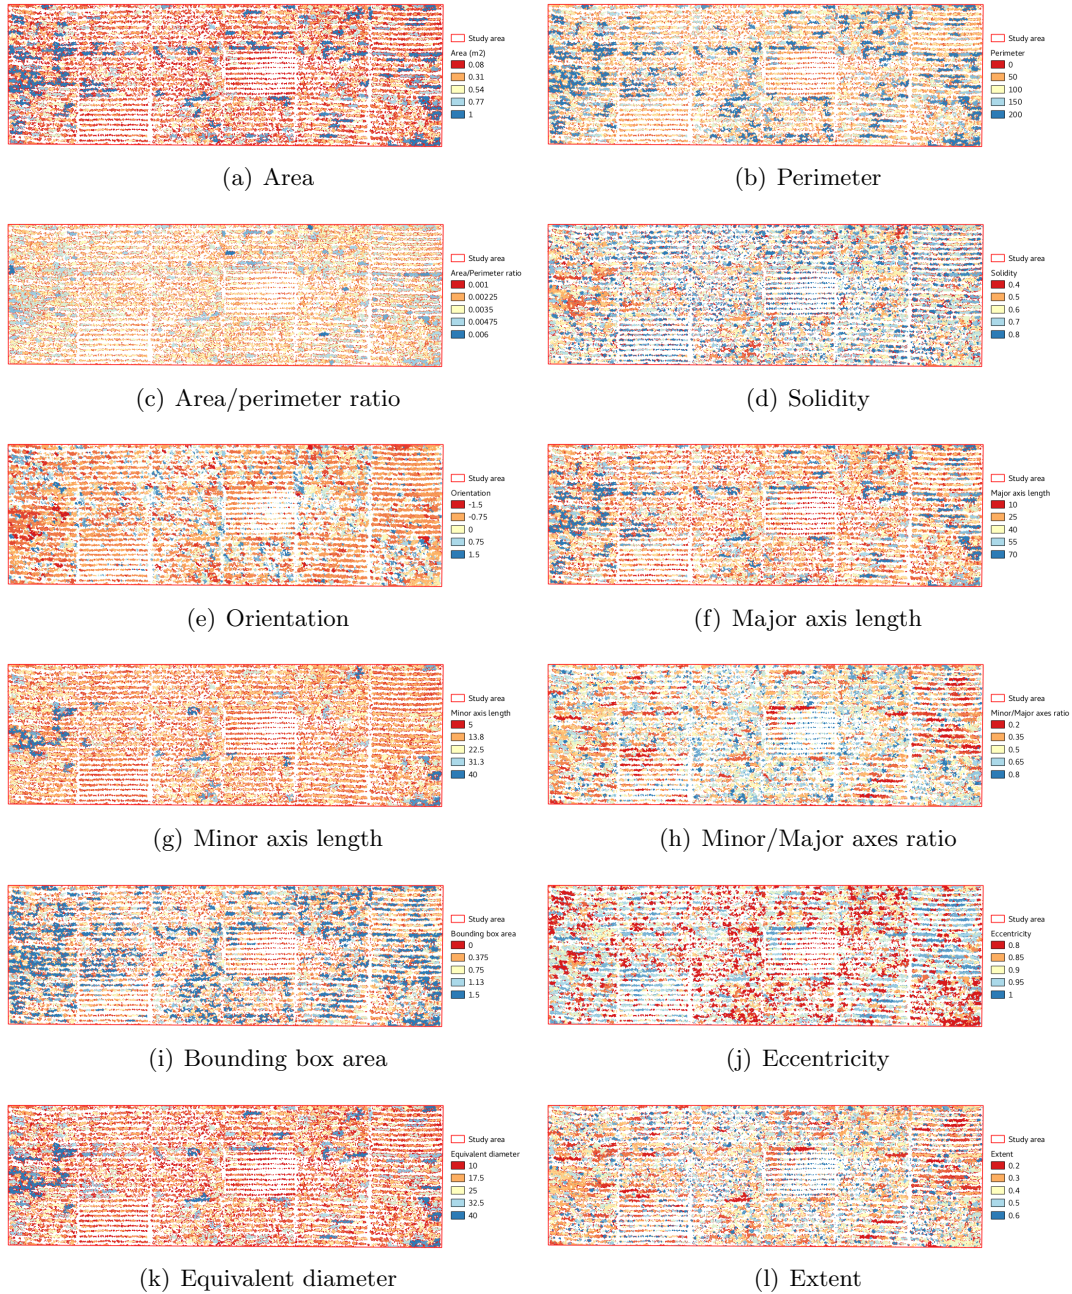 Study area
Area (m2)
0.08
0.31
0.54
0.77
1
(a) Area
Study area
Perimeter
0
50
100
150
200
(b) Perimeter
Study area
Area/Perimeter ratio
0.001
0.00225
0.0035
0.00475
0.006
(c) Area/perimeter ratio
Study area
Solidity
0.4
0.5
0.6
0.7
0.8
(d) Solidity
Study area
Orientation
-1.5
-0.75
0
0.75
1.5
(e) Orientation
Study area
Major axis length
10
25
40
55
70
(f) Major axis length
Study area
Minor axis length
5
13.8
22.5
31.3
40
(g) Minor axis length
Study area
Minor/Major axes ratio
0.2
0.35
0.5
0.65
0.8
(h) Minor/Major axes ratio
Study area
Bounding box area
0
0.375
0.75
1.13
1.5
(i) Bounding box area
Study area
Eccentricity
0.8
0.85
0.9
0.95
1
(j) Eccentricity
Study area
Equivalent diameter
10
17.5
25
32.5
40
(k) Equivalent diameter
Study area
Extent
0.2
0.3
0.4
0.5
0.6
(l) Extent